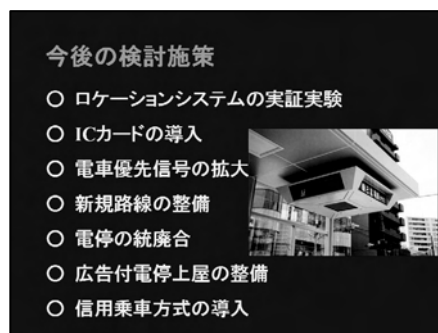 今後の検討施策
○ ロケーションシステムの実証実験
○ ICカードの導入
○ 電車優先信号の拡大
○ 新規路線の整備
○ 電停の統廃合
○ 広告付電停上屋の整備
○ 信用乗車方式の導入